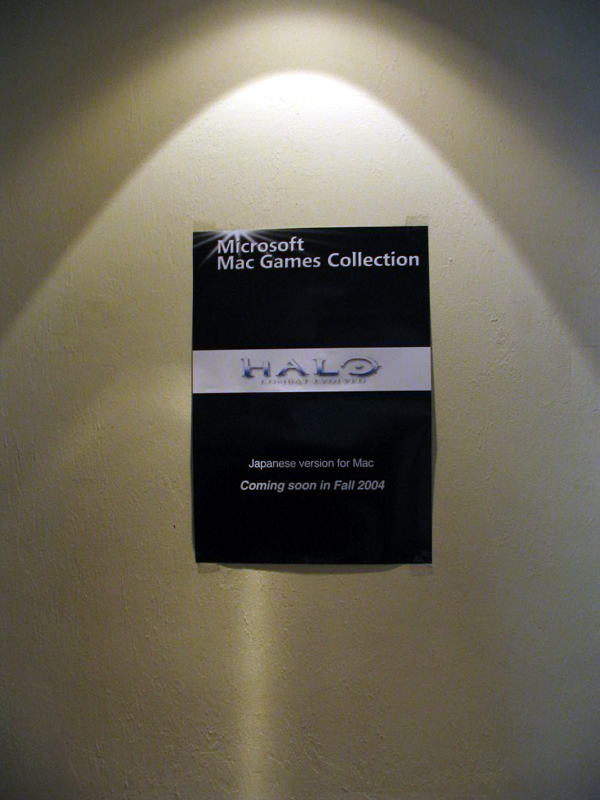 Microsoft
Mac Games Collection
HALO
COMBAT EVOLVED
Japanese version for Mac
Coming soon in Fall 2004